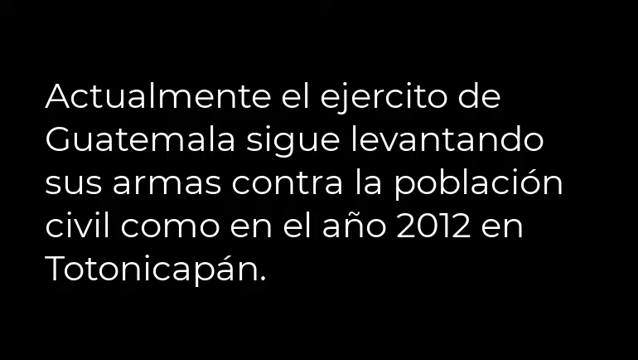 Actualmente el ejercito de
Guatemala sigue levantando
sus armas contra la población
civil como en el año 2012 en
Totonicapán.